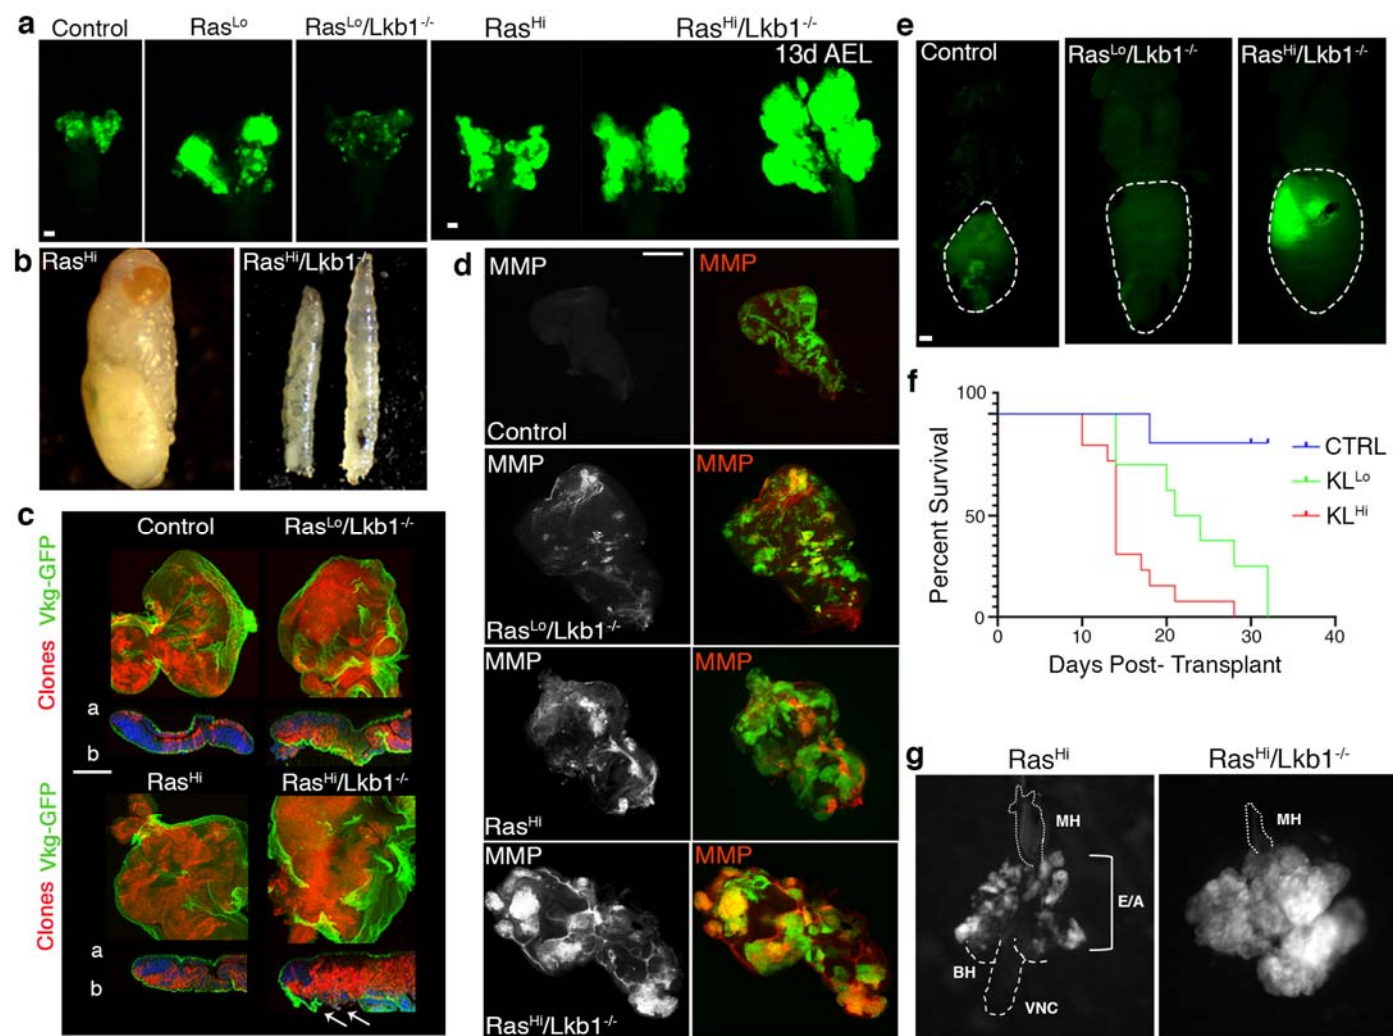 a
Control
Ras^Lo
Ras^Lo/Lkb1^-/-
Ras^Hi
Ras^Hi/Lkb1^-/-
13d AEL
b
Ras^Hi
Ras^Hi/Lkb1^-/-
c
Control
Ras^Lo/Lkb1^-/-
Clones Vkg-GFP
a
b
Ras^Hi
Ras^Hi/Lkb1^-/-
Clones Vkg-GFP
a
b
d
MMP
MMP
Control
MMP
MMP
Ras^Lo/Lkb1^-/-
MMP
MMP
Ras^Hi
MMP
MMP
Ras^Hi/Lkb1^-/-
e
Control
Ras^Lo/Lkb1^-/-
Ras^Hi/Lkb1^-/-
f
Percent Survival
100
50
0
0 10 20 30 40
Days Post- Transplant
CTRL
KL^Lo
KL^Hi
g
Ras^Hi
Ras^Hi/Lkb1^-/-
MH
E/A
BH
VNC
MH